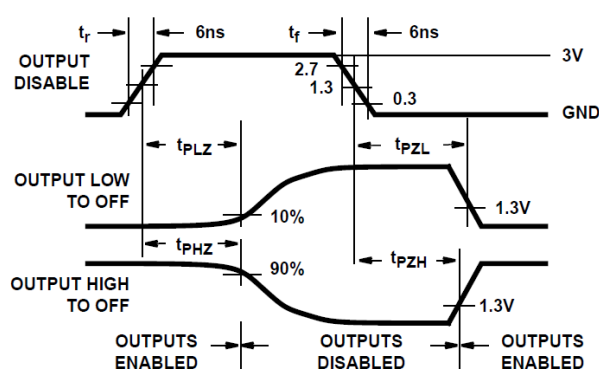 tr 6ns tf 6ns
OUTPUT
DISABLE
2.7
1.3
0.3
3V
GND
tPLZ tPZL
OUTPUT LOW
TO OFF
10%
1.3V
tPHZ tPZH
OUTPUT HIGH
TO OFF
90%
1.3V
OUTPUTS
ENABLED
OUTPUTS
DISABLED
OUTPUTS
ENABLED